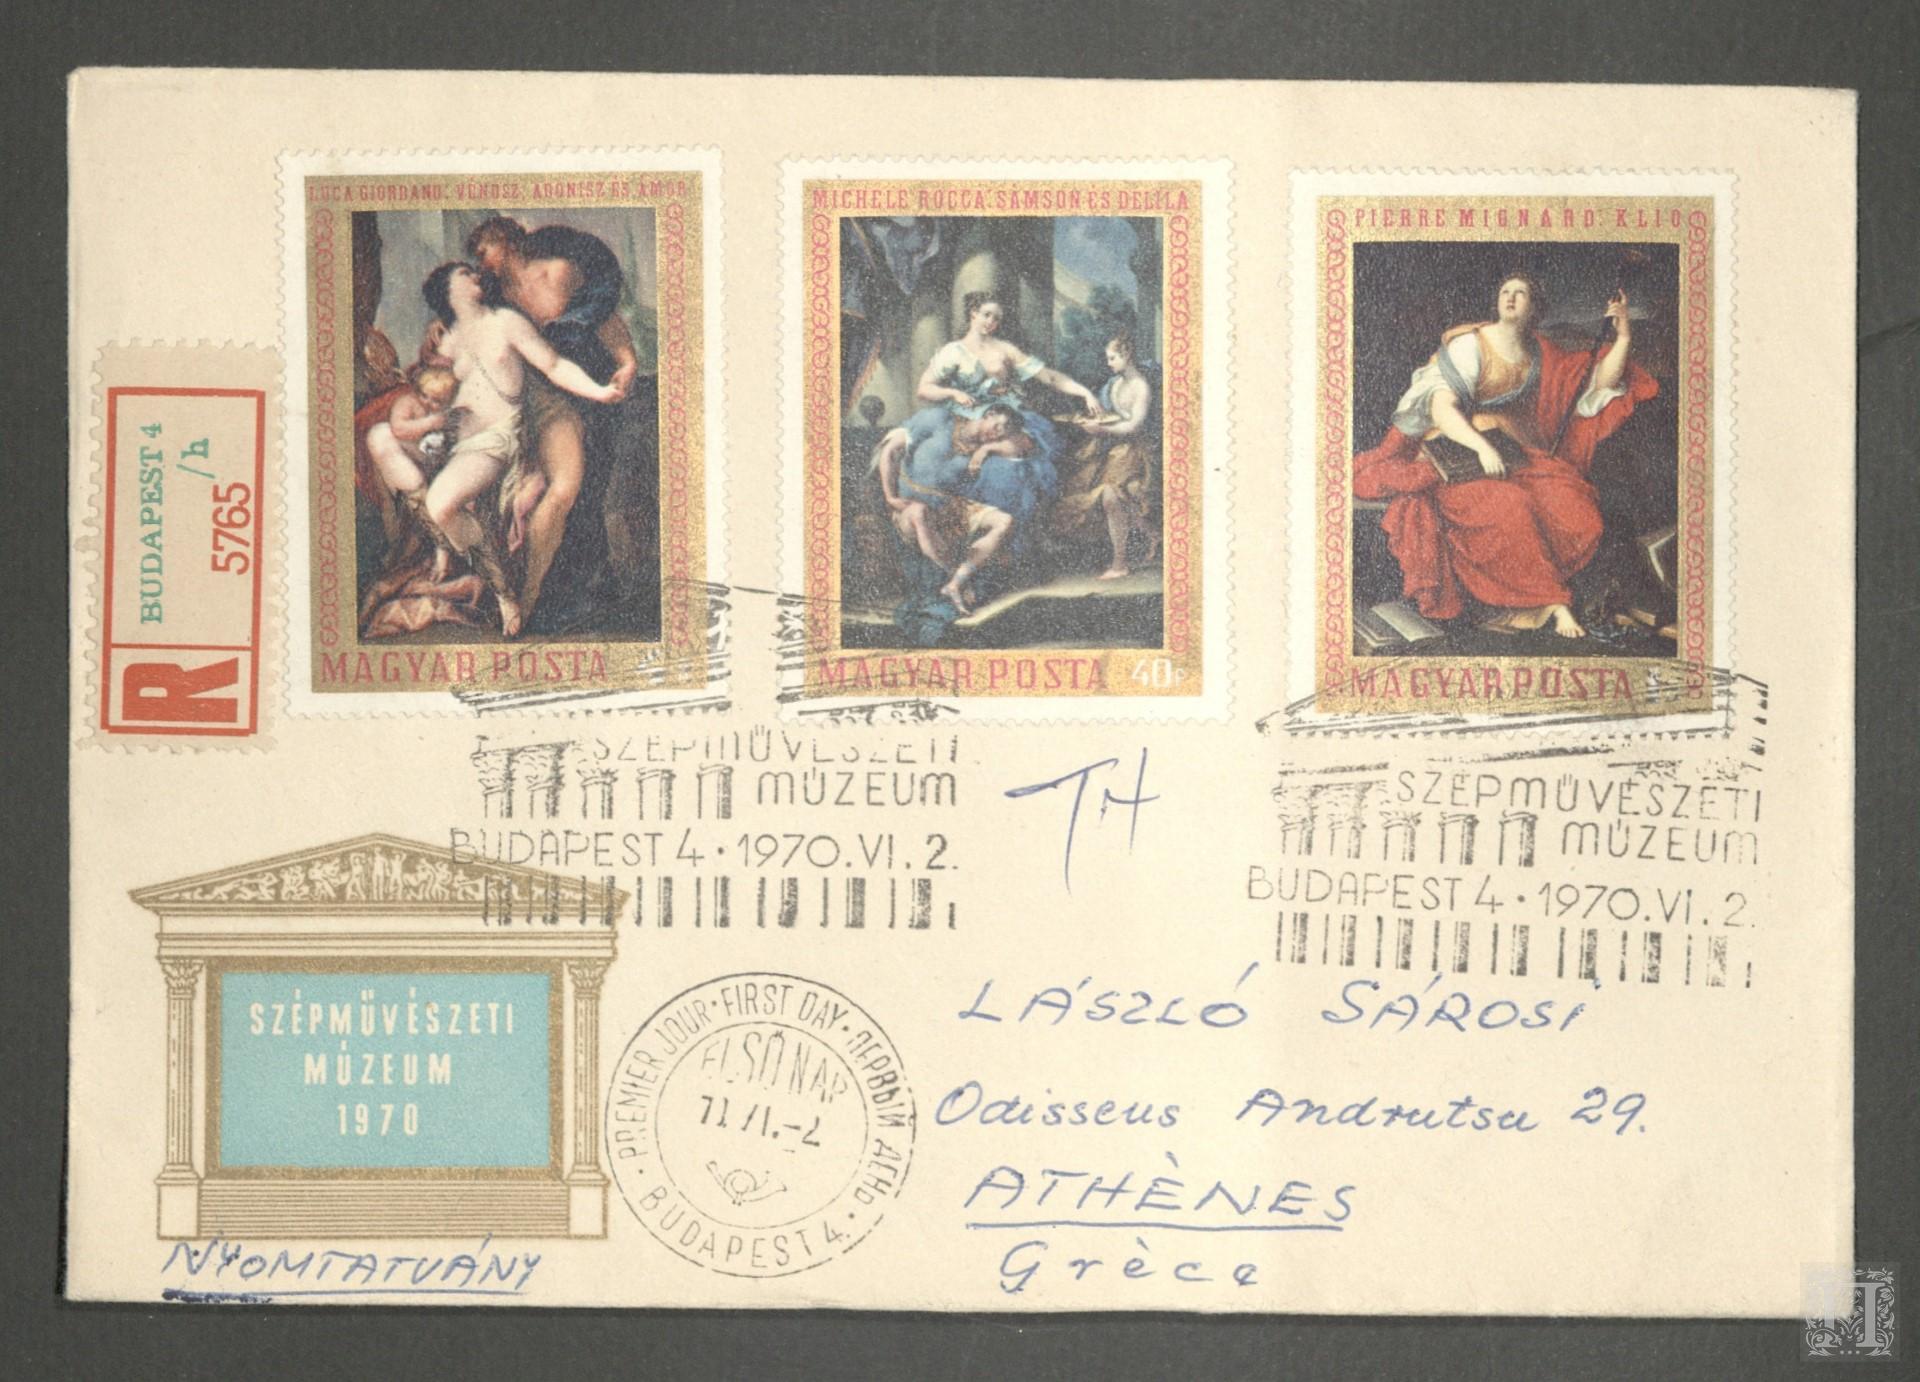 LUCA GIORDANO: VÉNUSZ, ADONISZ ÉS ÁMOR
MAGYAR POSTA
MICHELE ROCCA: SÁMSON ÉS DELILA
MAGYAR POSTA 40f
PIERRE MIGNARD: KLIO
MAGYAR POSTA
BUDAPEST 4
/h
5765
R
SZÉPMŰVÉSZETI
MÚZEUM
BUDAPEST 4 · 1970. VI. 2.
TH
SZÉPMŰVÉSZETI
MÚZEUM
BUDAPEST 4 · 1970. VI. 2.
SZÉPMŰVÉSZETI
MÚZEUM
1970
PREMIER JOUR · FIRST DAY · ПЕРВЫЙ ДЕНЬ
ELSŐ NAP
BUDAPEST 4.
LÁSZLÓ SÁROSI
Odisseus Andrutsu 29.
ATHÈNES
Grèce
NYOMTATVÁNY